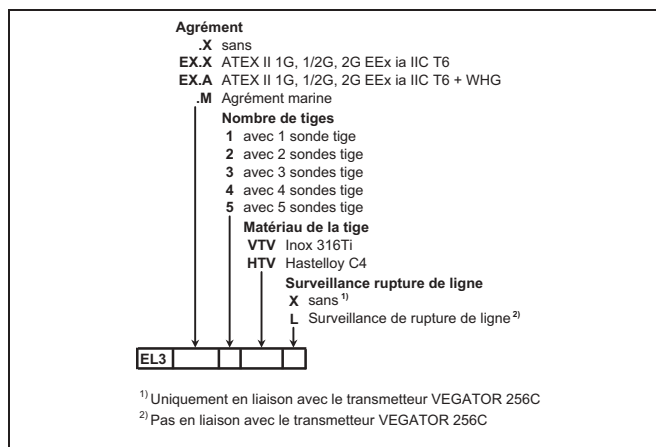 Agrément
.X sans
EX.X ATEX II 1G, 1/2G, 2G EEx ia IIC T6
EX.A ATEX II 1G, 1/2G, 2G EEx ia IIC T6 + WHG
.M Agrément marine
Nombre de tiges
1 avec 1 sonde tige
2 avec 2 sondes tige
3 avec 3 sondes tige
4 avec 4 sondes tige
5 avec 5 sondes tige
Matériau de la tige
VTV Inox 316Ti
HTV Hastelloy C4
Surveillance rupture de ligne
X sans 1)
L Surveillance de rupture de ligne 2)
EL3
1) Uniquement en liaison avec le transmetteur VEGATOR 256C
2) Pas en liaison avec le transmetteur VEGATOR 256C